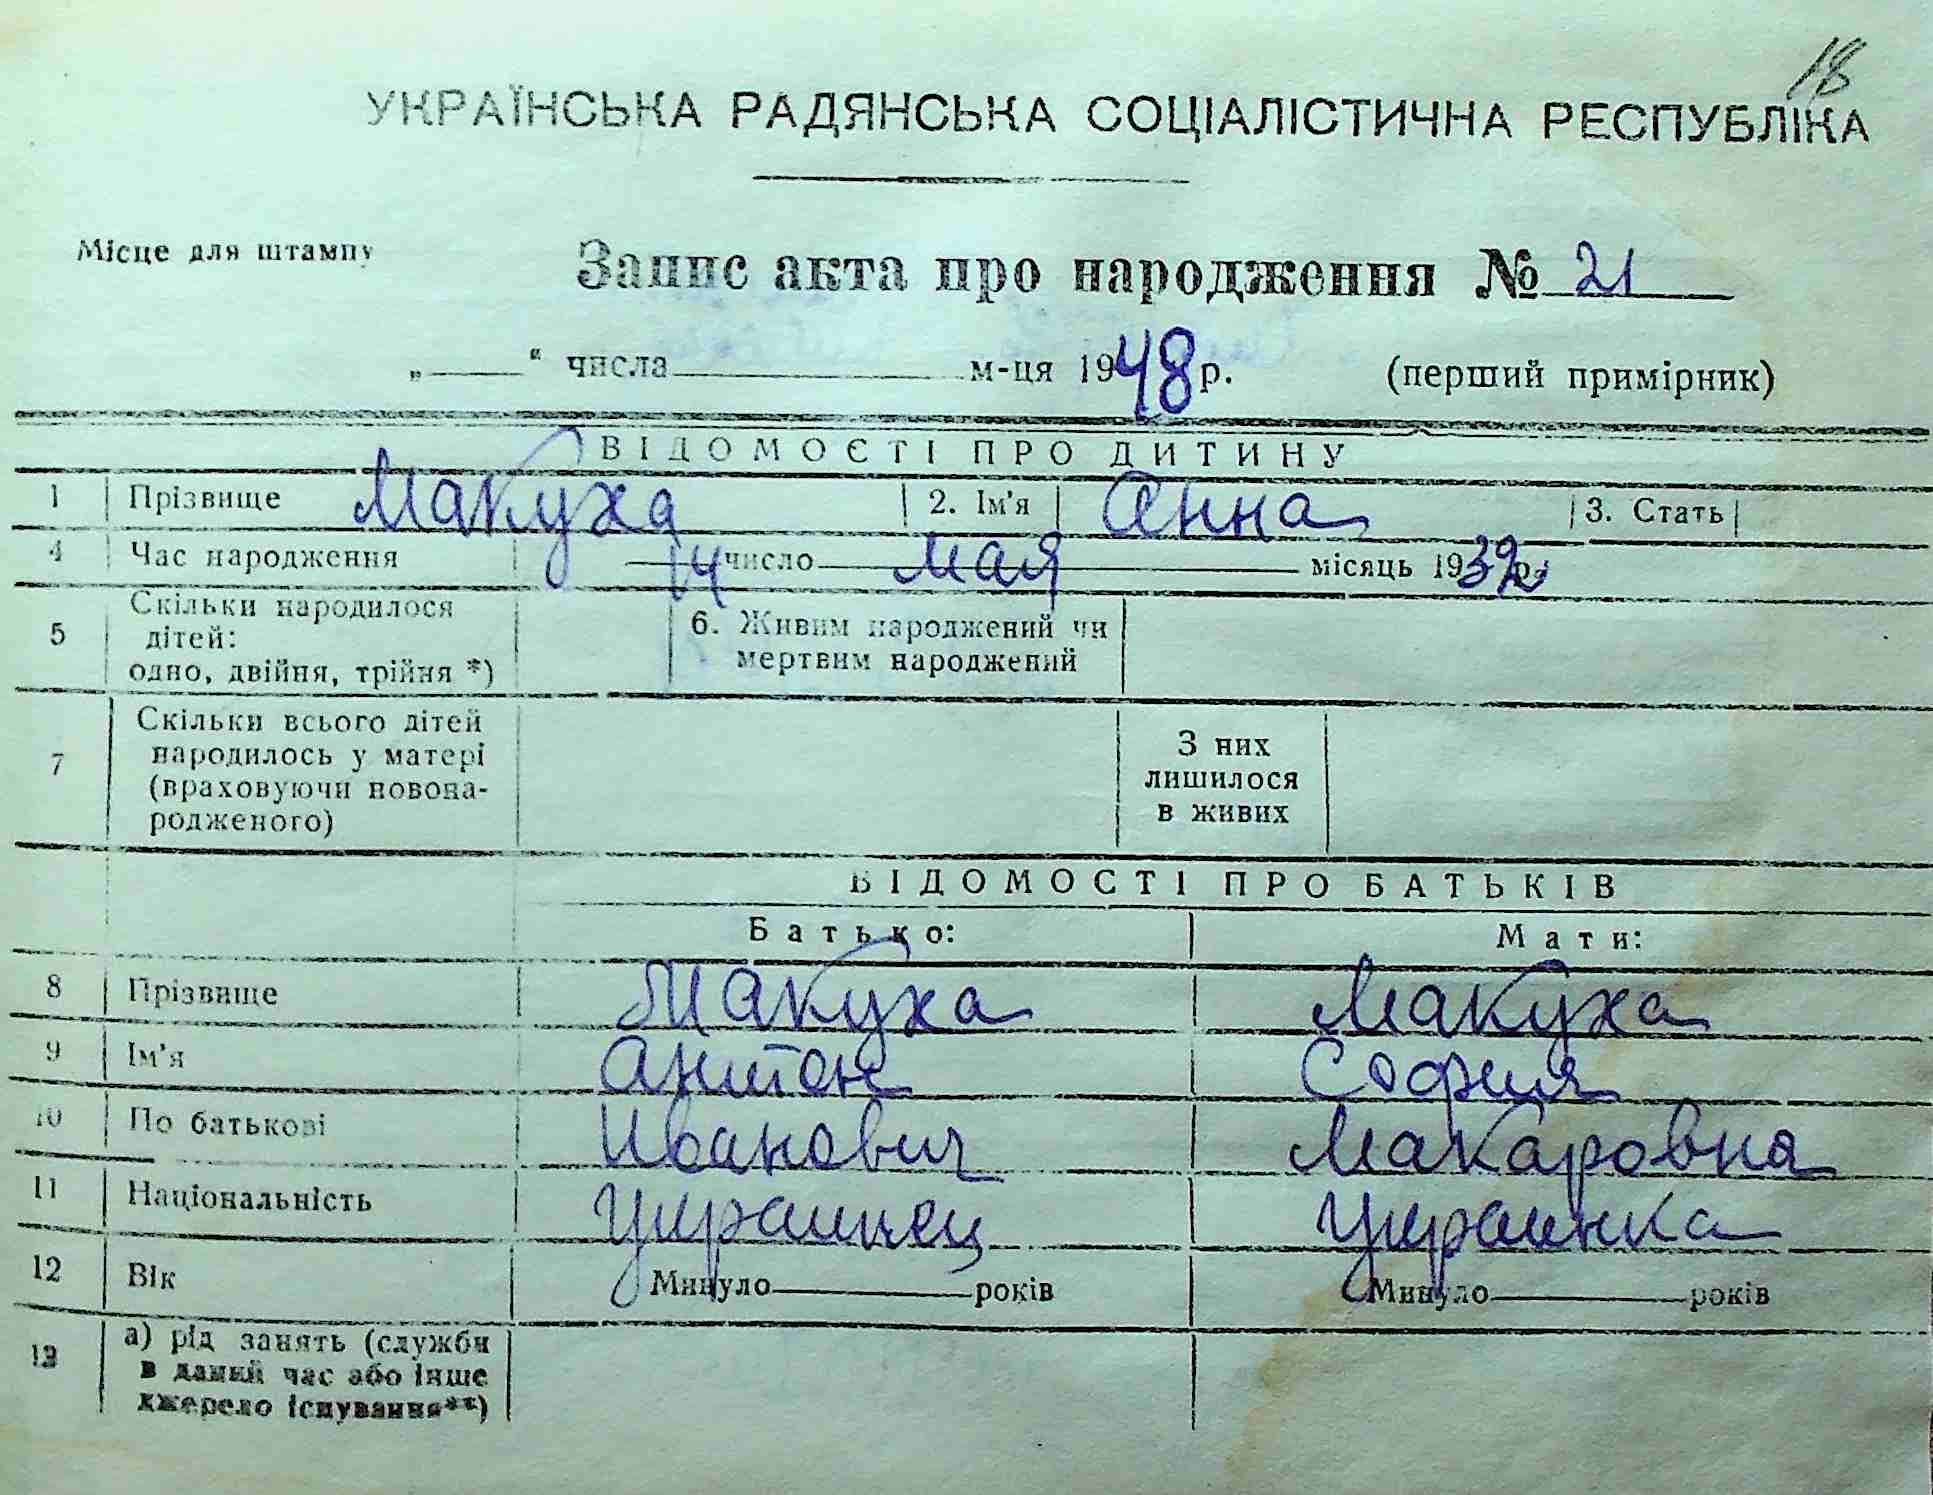 18
УКРАЇНСЬКА РАДЯНСЬКА СОЦІАЛІСТИЧНА РЕСПУБЛІКА
Місце для штампу
Запис акта про народження № 21
„ “ числа м-ця 1948 р. (перший примірник)
ВІДОМОСТІ ПРО ДИТИНУ
1 Прізвище Макуха 2. Ім'я Анна 3. Стать
4 Час народження 14 число мая місяць 1939 р.
5 Скільки народилося дітей: одно, двійня, трійня *) 6. Живим народжений чи мертвим народжений
7 Скільки всього дітей народилось у матері (враховуючи новонародженого) З них лишилося в живих
ВІДОМОСТІ ПРО БАТЬКІВ
Батько: Мати:
8 Прізвище Макуха Макуха
9 Ім'я Антон София
10 По батькові Иванович Макаровна
11 Національність Украинец Украинка
12 Вік Минуло років Минуло років
13 а) рід занять (служби в даний час або інше джерело існування**)